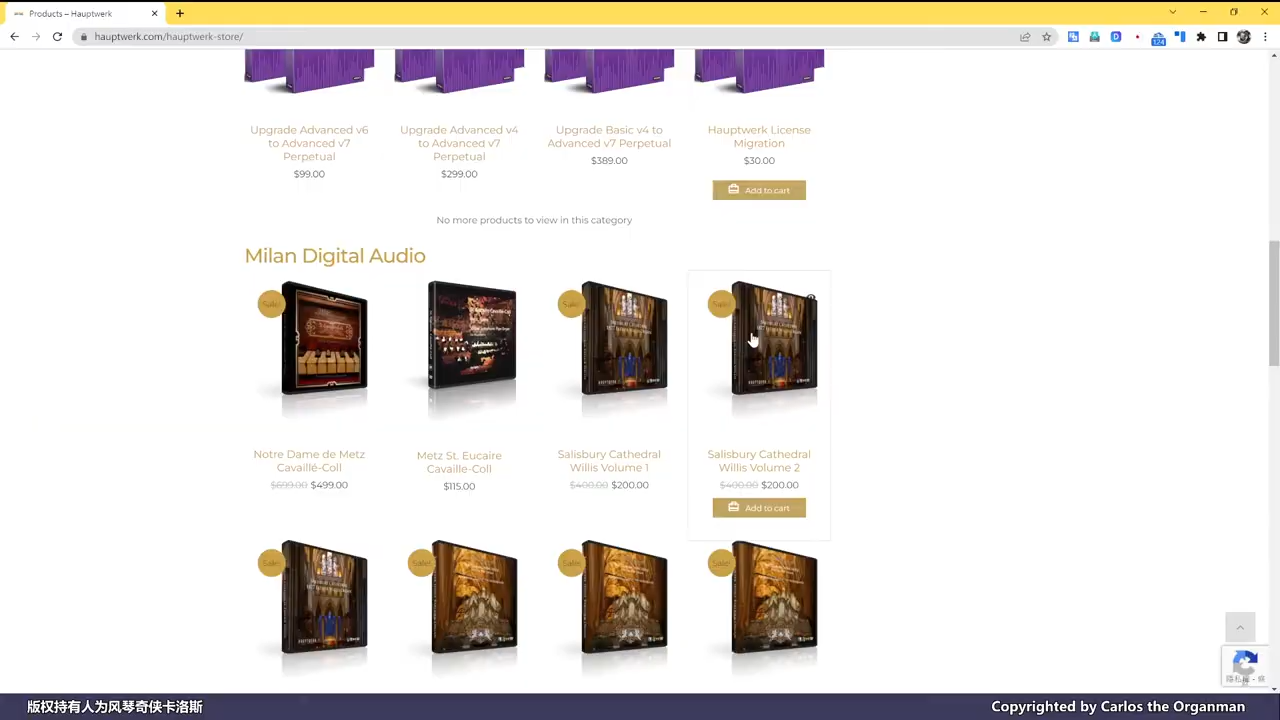 Products – Hauptwerk
hauptwerk.com/hauptwerk-store/
124
Upgrade Advanced v6
to Advanced v7
Perpetual
$99.00
Upgrade Advanced v4
to Advanced v7
Perpetual
$299.00
Upgrade Basic v4 to
Advanced v7 Perpetual
$389.00
Hauptwerk License
Migration
$30.00
Add to cart
No more products to view in this category
Milan Digital Audio
Sale!
Sale!
Sale!
Notre Dame de Metz
Cavaillé-Coll
$699.00 $499.00
Metz St. Eucaire
Cavaille-Coll
$115.00
Salisbury Cathedral
Willis Volume 1
$400.00 $200.00
Salisbury Cathedral
Willis Volume 2
$400.00 $200.00
Add to cart
Sale!
Sale!
Sale!
Sale!
版权持有人为风琴奇侠卡洛斯
Copyrighted by Carlos the Organman